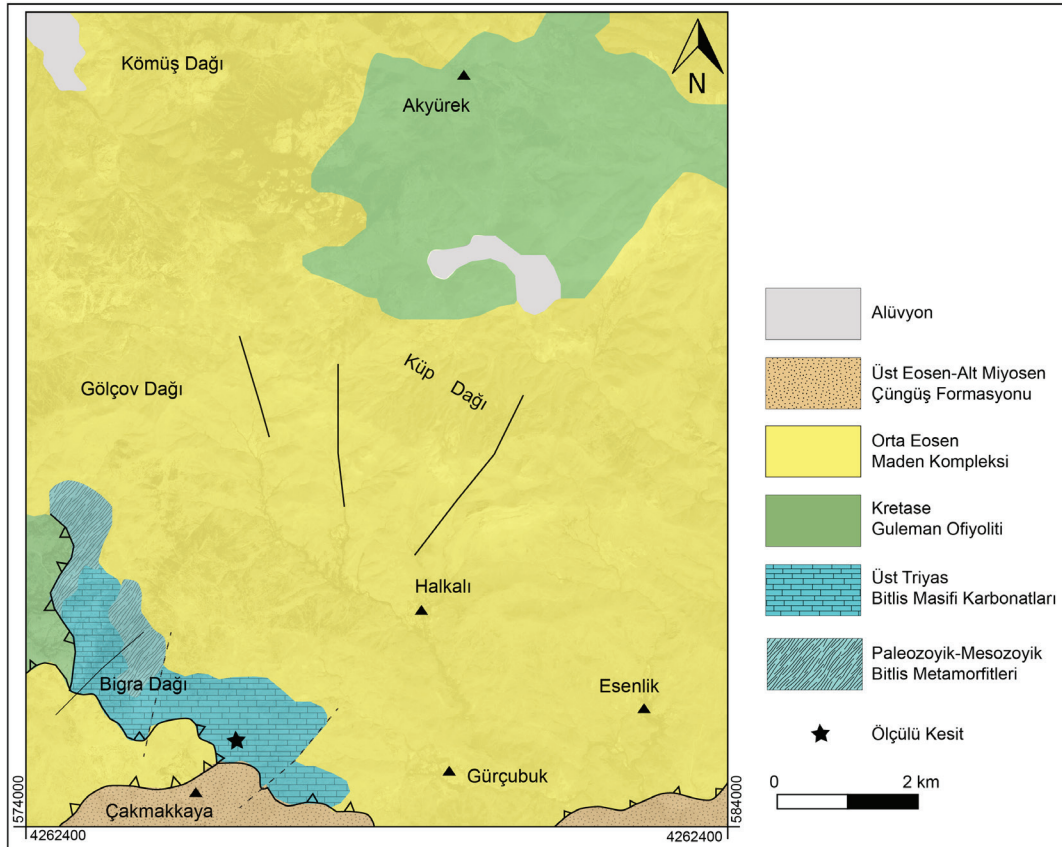 Kömüş Dağı
Akyürek
N
Küp Dağı
Gölçov Dağı
Halkalı
Bigra Dağı
Esenlik
Gürçubuk
Çakmakkaya
574000
4262400
584000
4262400
Alüvyon
Üst Eosen-Alt Miyosen
Çüngüş Formasyonu
Orta Eosen
Maden Kompleksi
Kretase
Guleman Ofiyoliti
Üst Triyas
Bitlis Masifi Karbonatları
Paleozoyik-Mesozoyik
Bitlis Metamorfitleri
Ölçülü Kesit
0 2 km